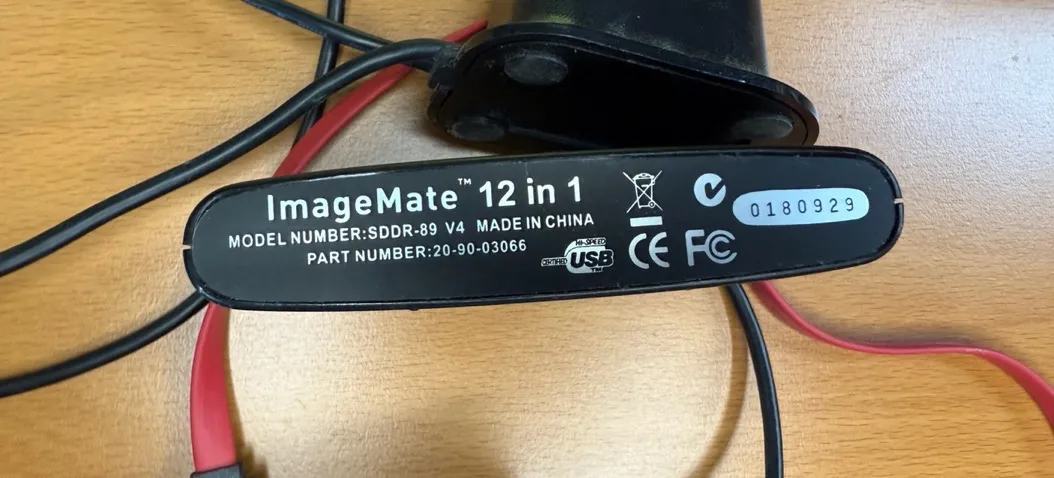 ImageMate™ 12 in 1
MODEL NUMBER:SDDR-89 V4 MADE IN CHINA
PART NUMBER:20-90-03066
HI-SPEED
CERTIFIED USB
TM
CE FC
0180929